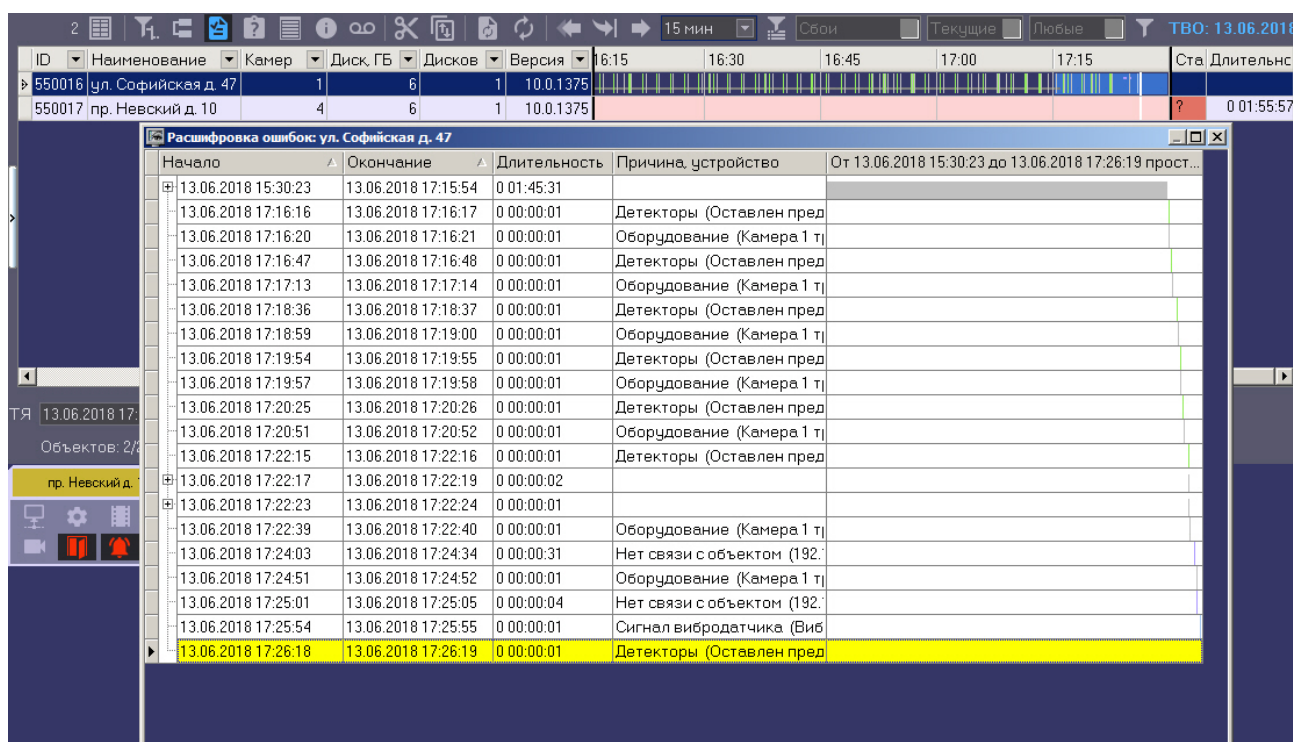 2 15 мин Сбои Текущие Любые ТВО: 13.06.2018
ID Наименование Камер Диск, ГБ Дисков Версия 16:15 16:30 16:45 17:00 17:15 Ста Длительнс
550016 ул. Софийская д. 47 1 6 1 10.0.1375
550017 пр. Невский д. 10 4 6 1 10.0.1375 ? 0 01:55:57
Расшифровка ошибок: ул. Софийская д. 47
Начало Окончание Длительность Причина, устройство От 13.06.2018 15:30:23 до 13.06.2018 17:26:19 прост...
13.06.2018 15:30:23 13.06.2018 17:15:54 0 01:45:31
13.06.2018 17:16:16 13.06.2018 17:16:17 0 00:00:01 Детекторы (Оставлен пред
13.06.2018 17:16:20 13.06.2018 17:16:21 0 00:00:01 Оборудование (Камера 1 тр
13.06.2018 17:16:47 13.06.2018 17:16:48 0 00:00:01 Детекторы (Оставлен пред
13.06.2018 17:17:13 13.06.2018 17:17:14 0 00:00:01 Оборудование (Камера 1 тр
13.06.2018 17:18:36 13.06.2018 17:18:37 0 00:00:01 Детекторы (Оставлен пред
13.06.2018 17:18:59 13.06.2018 17:19:00 0 00:00:01 Оборудование (Камера 1 тр
13.06.2018 17:19:54 13.06.2018 17:19:55 0 00:00:01 Детекторы (Оставлен пред
13.06.2018 17:19:57 13.06.2018 17:19:58 0 00:00:01 Оборудование (Камера 1 тр
13.06.2018 17:20:25 13.06.2018 17:20:26 0 00:00:01 Детекторы (Оставлен пред
13.06.2018 17:20:51 13.06.2018 17:20:52 0 00:00:01 Оборудование (Камера 1 тр
13.06.2018 17:22:15 13.06.2018 17:22:16 0 00:00:01 Детекторы (Оставлен пред
13.06.2018 17:22:17 13.06.2018 17:22:19 0 00:00:02
13.06.2018 17:22:23 13.06.2018 17:22:24 0 00:00:01
13.06.2018 17:22:39 13.06.2018 17:22:40 0 00:00:01 Оборудование (Камера 1 тр
13.06.2018 17:24:03 13.06.2018 17:24:34 0 00:00:31 Нет связи с объектом (192.
13.06.2018 17:24:51 13.06.2018 17:24:52 0 00:00:01 Оборудование (Камера 1 тр
13.06.2018 17:25:01 13.06.2018 17:25:05 0 00:00:04 Нет связи с объектом (192.
13.06.2018 17:25:54 13.06.2018 17:25:55 0 00:00:01 Сигнал вибродатчика (Виб
13.06.2018 17:26:18 13.06.2018 17:26:19 0 00:00:01 Детекторы (Оставлен пред
ТЯ 13.06.2018 17:
Объектов: 2/2
пр. Невский д.